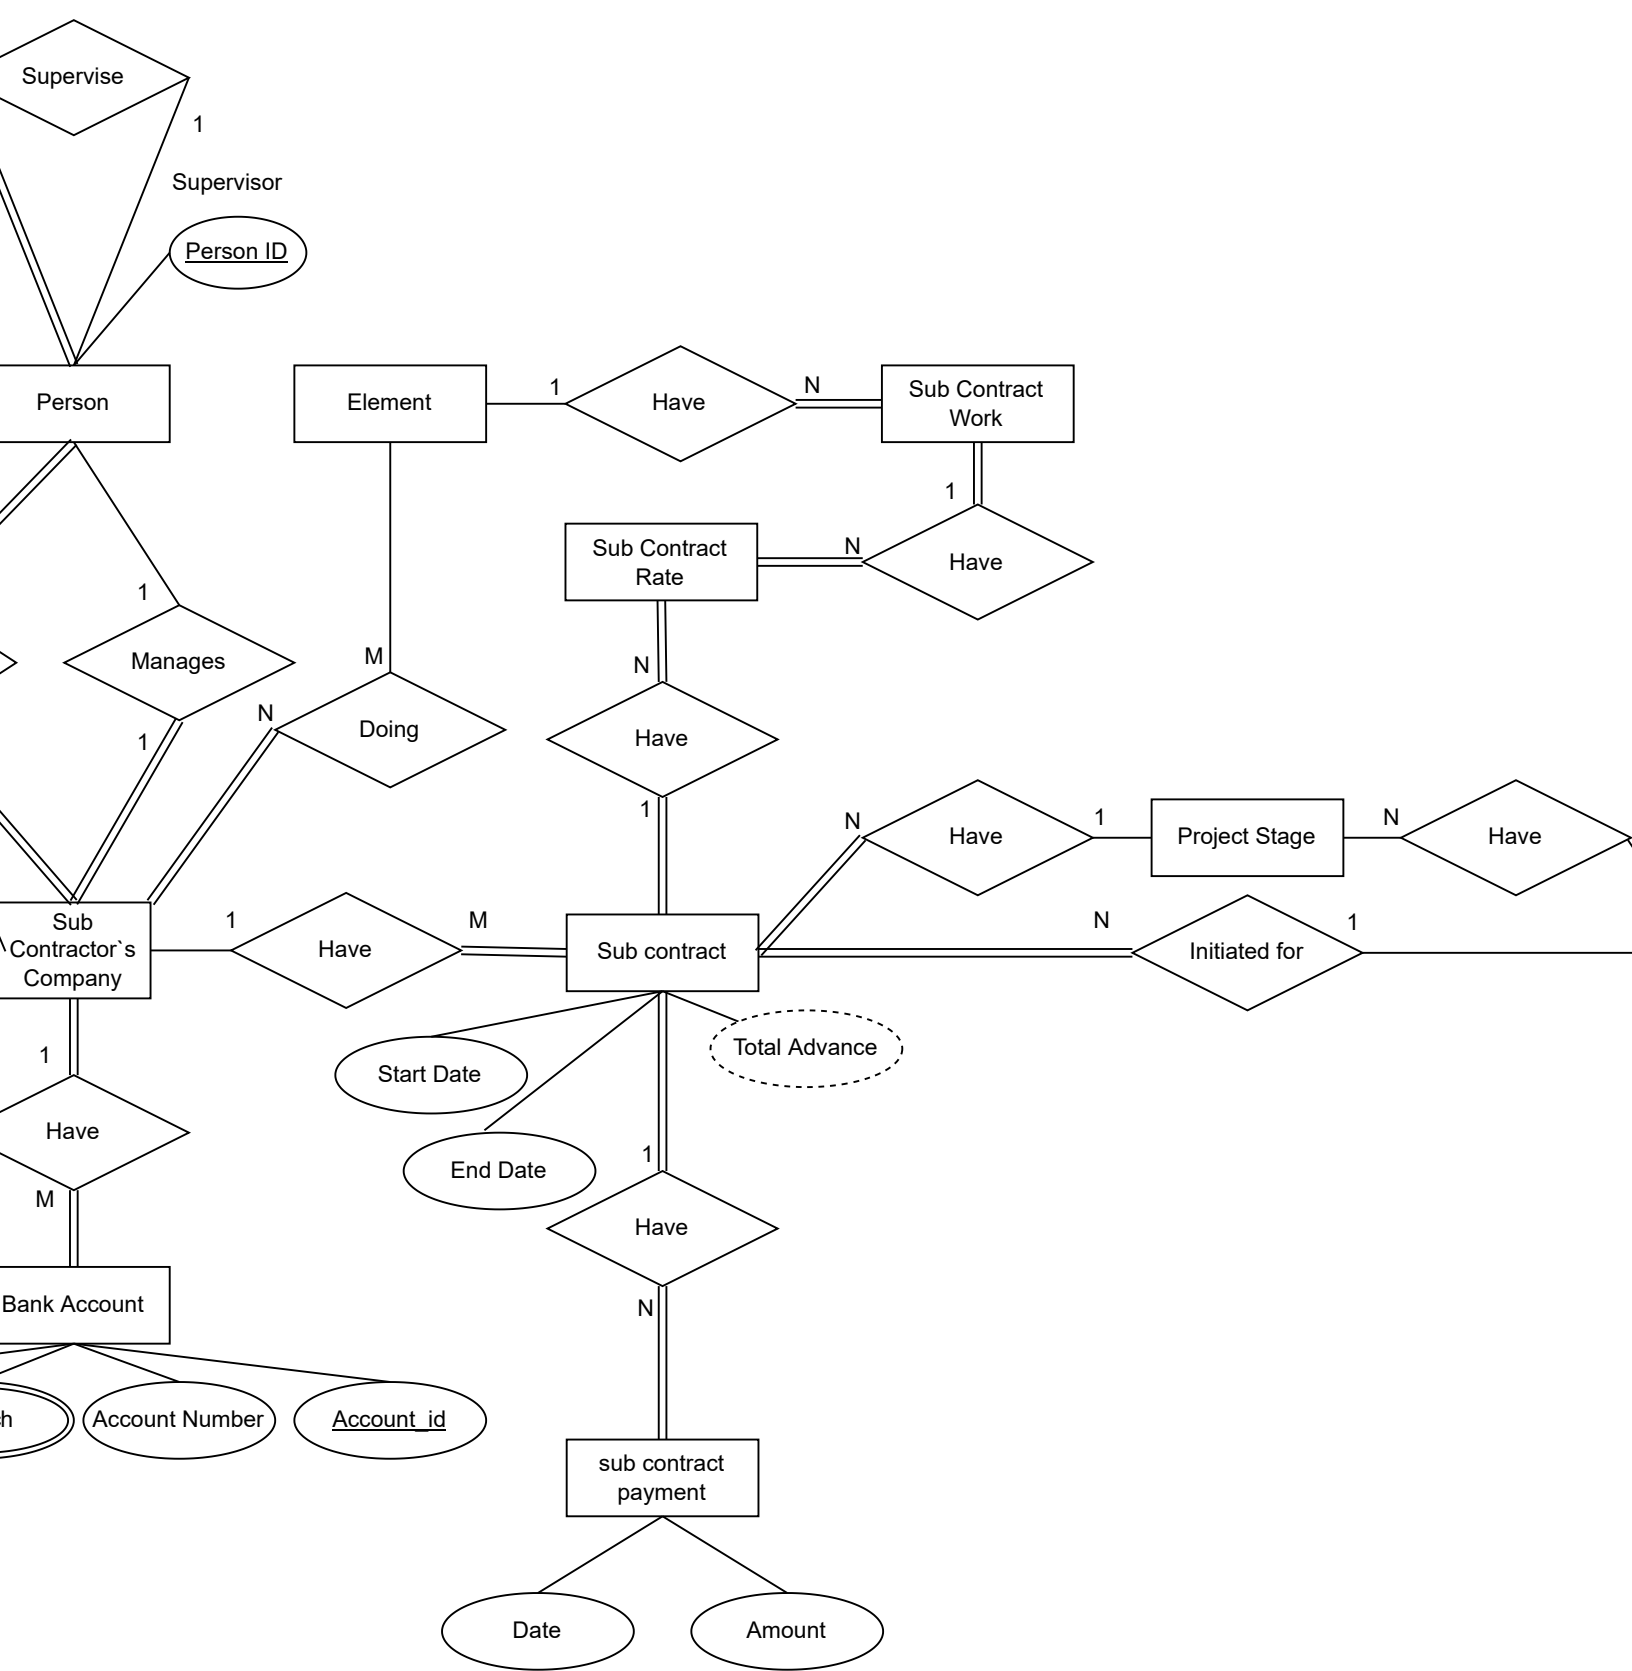 Supervise
1
Supervisor
Person ID
Person
Element
1
Have
N
Sub Contract
Work
1
Sub Contract
Rate
N
Have
1
M
N
Manages
N
Doing
Have
1
1
N
Have
1
Project Stage
N
Have
Sub
Contractor`s
Company
1
Have
M
Sub contract
N
Initiated for
1
1
Start Date
Total Advance
Have
End Date
1
M
Have
Bank Account
N
h
Account Number
Account_id
sub contract
payment
Date
Amount